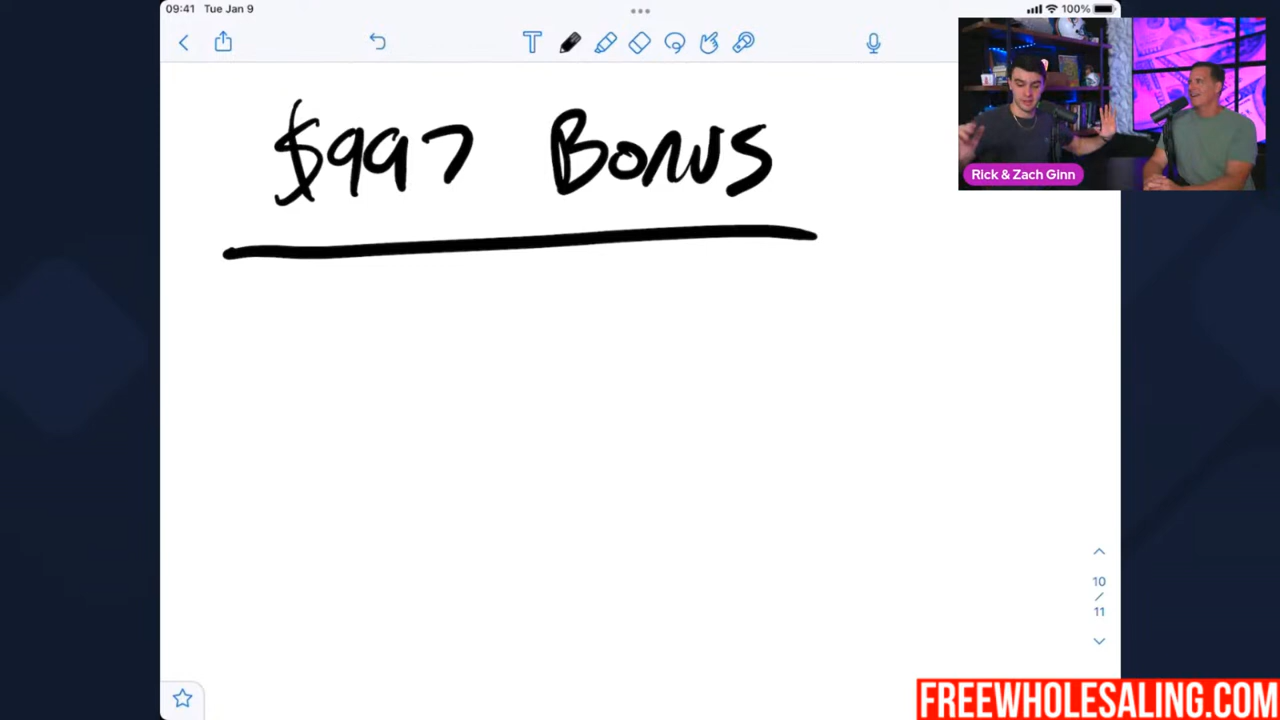 09:41 Tue Jan 9
100%
$997 Bonus
Rick & Zach Ginn
10
/
11
FREEWHOLESALING.COM